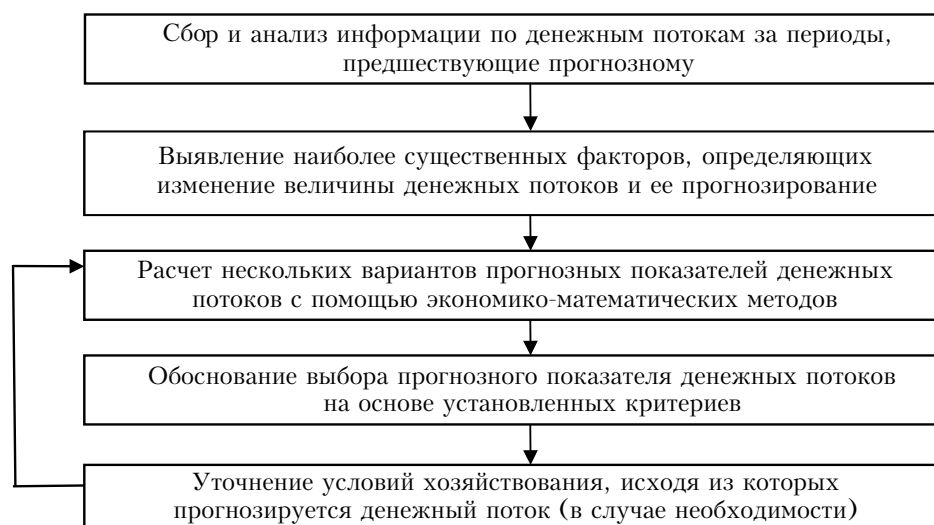 Сбор и анализ информации по денежным потокам за периоды,
предшествующие прогнозному
Выявление наиболее существенных факторов, определяющих
изменение величины денежных потоков и ее прогнозирование
Расчет нескольких вариантов прогнозных показателей денежных
потоков с помощью экономико-математических методов
Обоснование выбора прогнозного показателя денежных потоков
на основе установленных критериев
Уточнение условий хозяйствования, исходя из которых
прогнозируется денежный поток (в случае необходимости)